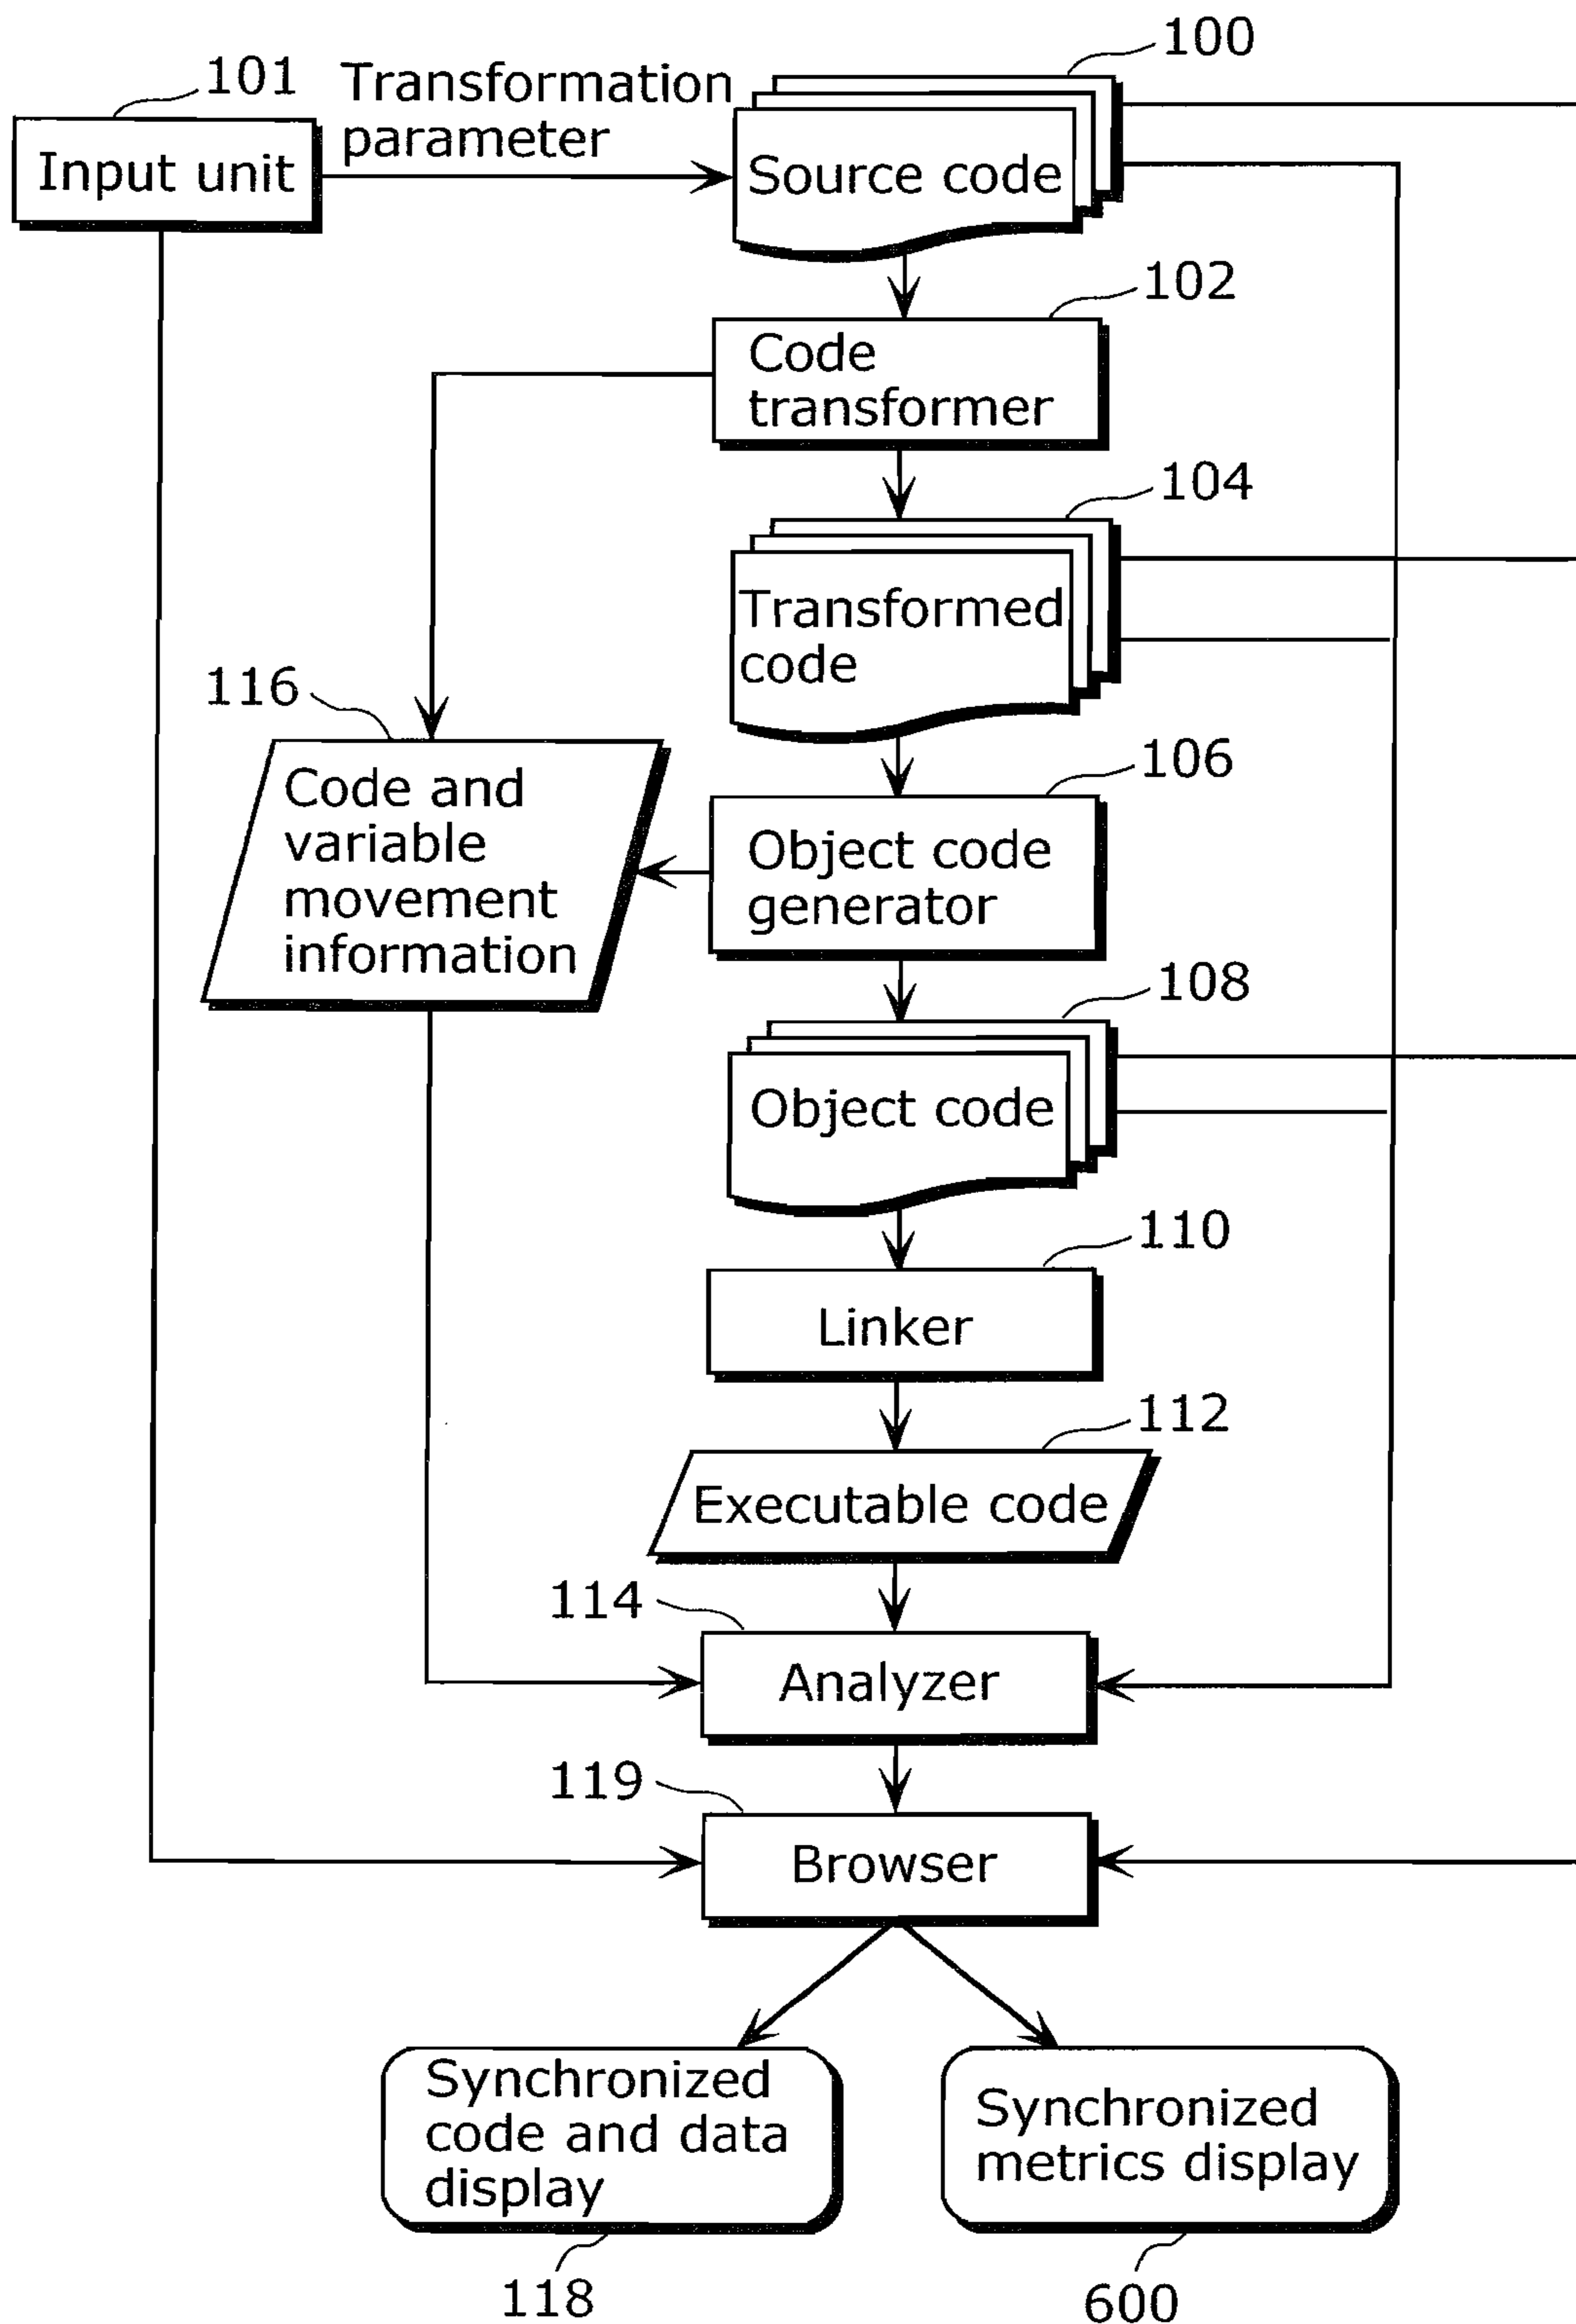 100
101
Transformation
parameter
Input unit
Source code
102
Code
transformer
104
Transformed
code
116
106
Code and
variable
movement
information
Object code
generator
108
Object code
110
Linker
112
Executable code
114
Analyzer
119
Browser
Synchronized
code and data
display
Synchronized
metrics display
118
600